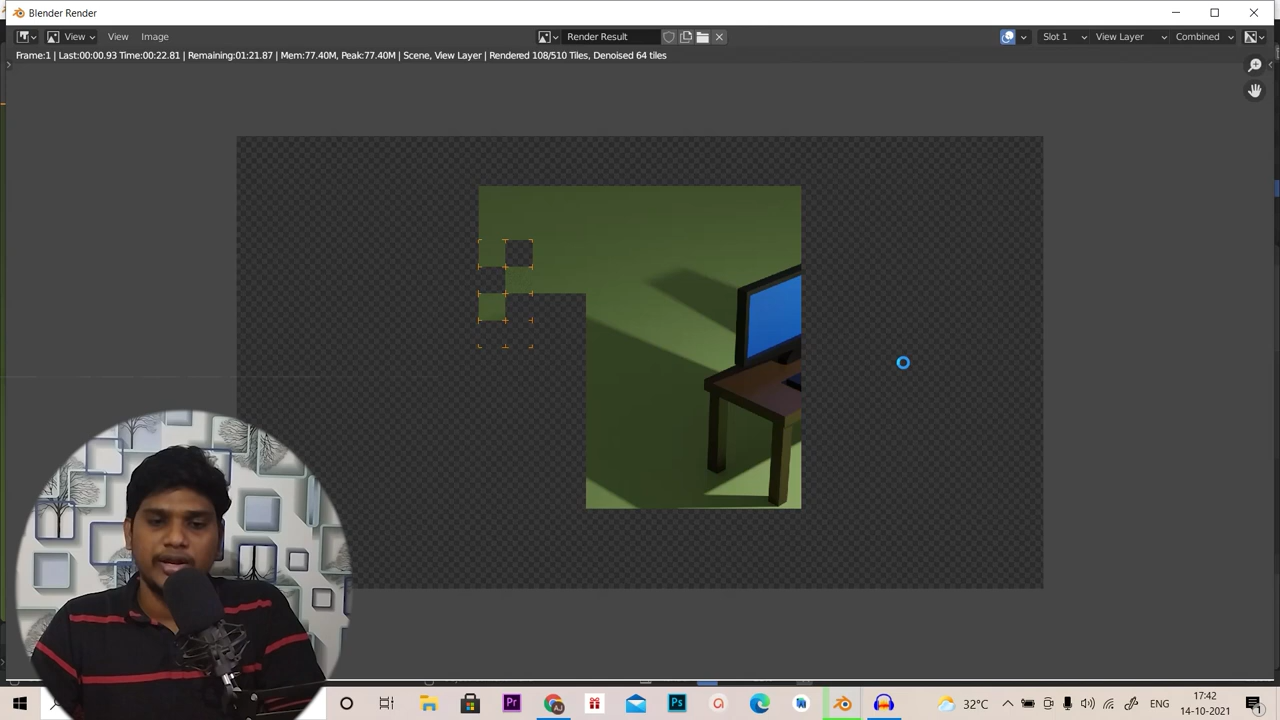 Blender Render
View View Image Render Result Slot 1 View Layer Combined
Frame:1 | Last:00:00.93 Time:00:22.81 | Remaining:01:21.87 | Mem:77.40M, Peak:77.40M | Scene, View Layer | Rendered 108/510 Tiles, Denoised 64 tiles
Pr Ps 32°C ENG 17:42
14-10-2021